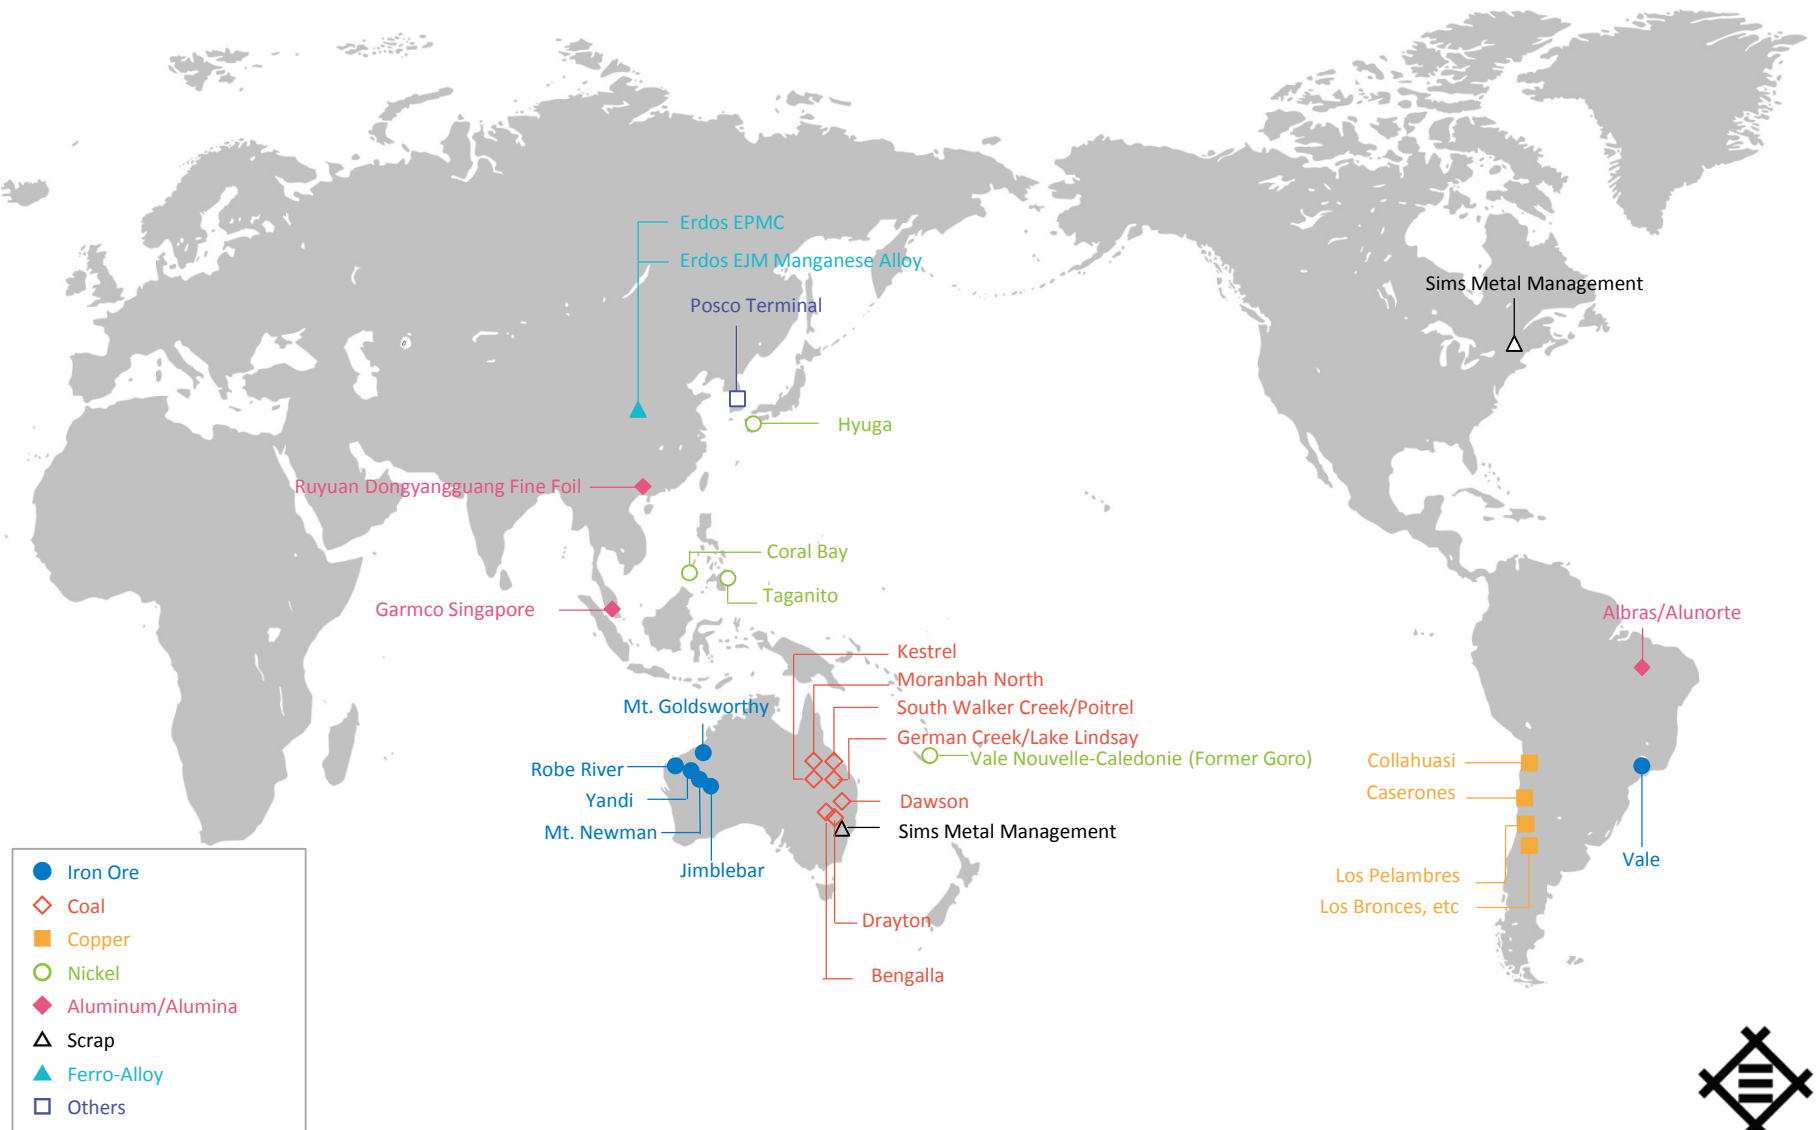 Erdos EPMC
Erdos EJM Manganese Alloy
Sims Metal Management
Posco Terminal
Hyuga
Ruyuan Dongyangguang Fine Foil
Coral Bay
Taganito
Garmco Singapore
Albras/Alunorte
Kestrel
Moranbah North
Mt. Goldsworthy
South Walker Creek/Poitrel
German Creek/Lake Lindsay
Vale Nouvelle-Caledonie (Former Goro)
Collahuasi
Robe River
Caserones
Yandi
Dawson
Mt. Newman
Sims Metal Management
Vale
Jimblebar
Los Pelambres
Los Bronces, etc
Drayton
Bengalla
Iron Ore
Coal
Copper
Nickel
Aluminum/Alumina
Scrap
Ferro-Alloy
Others